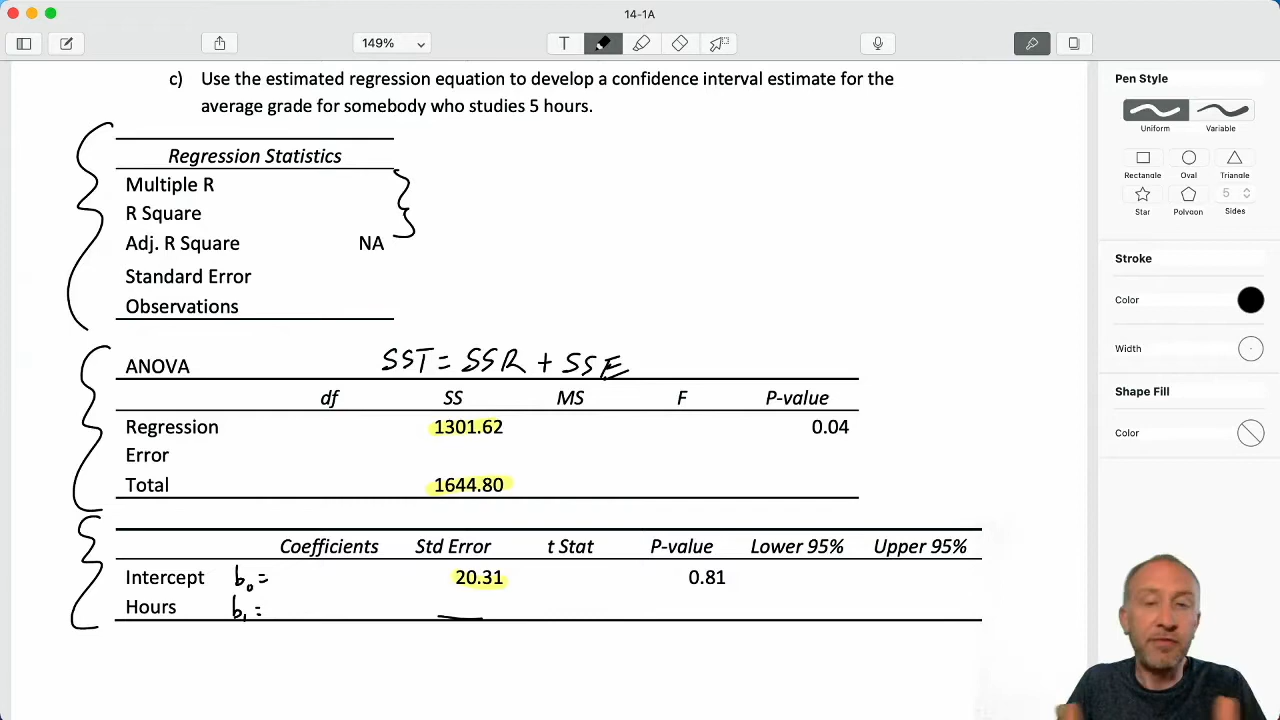 14-1A
149%
T
Pen Style
Uniform Variable
Rectangle Oval Triangle
5
Star Polygon Sides
Stroke
Color
Width
Shape Fill
Color
c) Use the estimated regression equation to develop a confidence interval estimate for the
average grade for somebody who studies 5 hours.
Regression Statistics
Multiple R
R Square
Adj. R Square NA
Standard Error
Observations
ANOVA SST = SSR + SSE
df SS MS F P-value
Regression 1301.62 0.04
Error
Total 1644.80
Coefficients Std Error t Stat P-value Lower 95% Upper 95%
Intercept b₀ = 20.31 0.81
Hours b₁ =